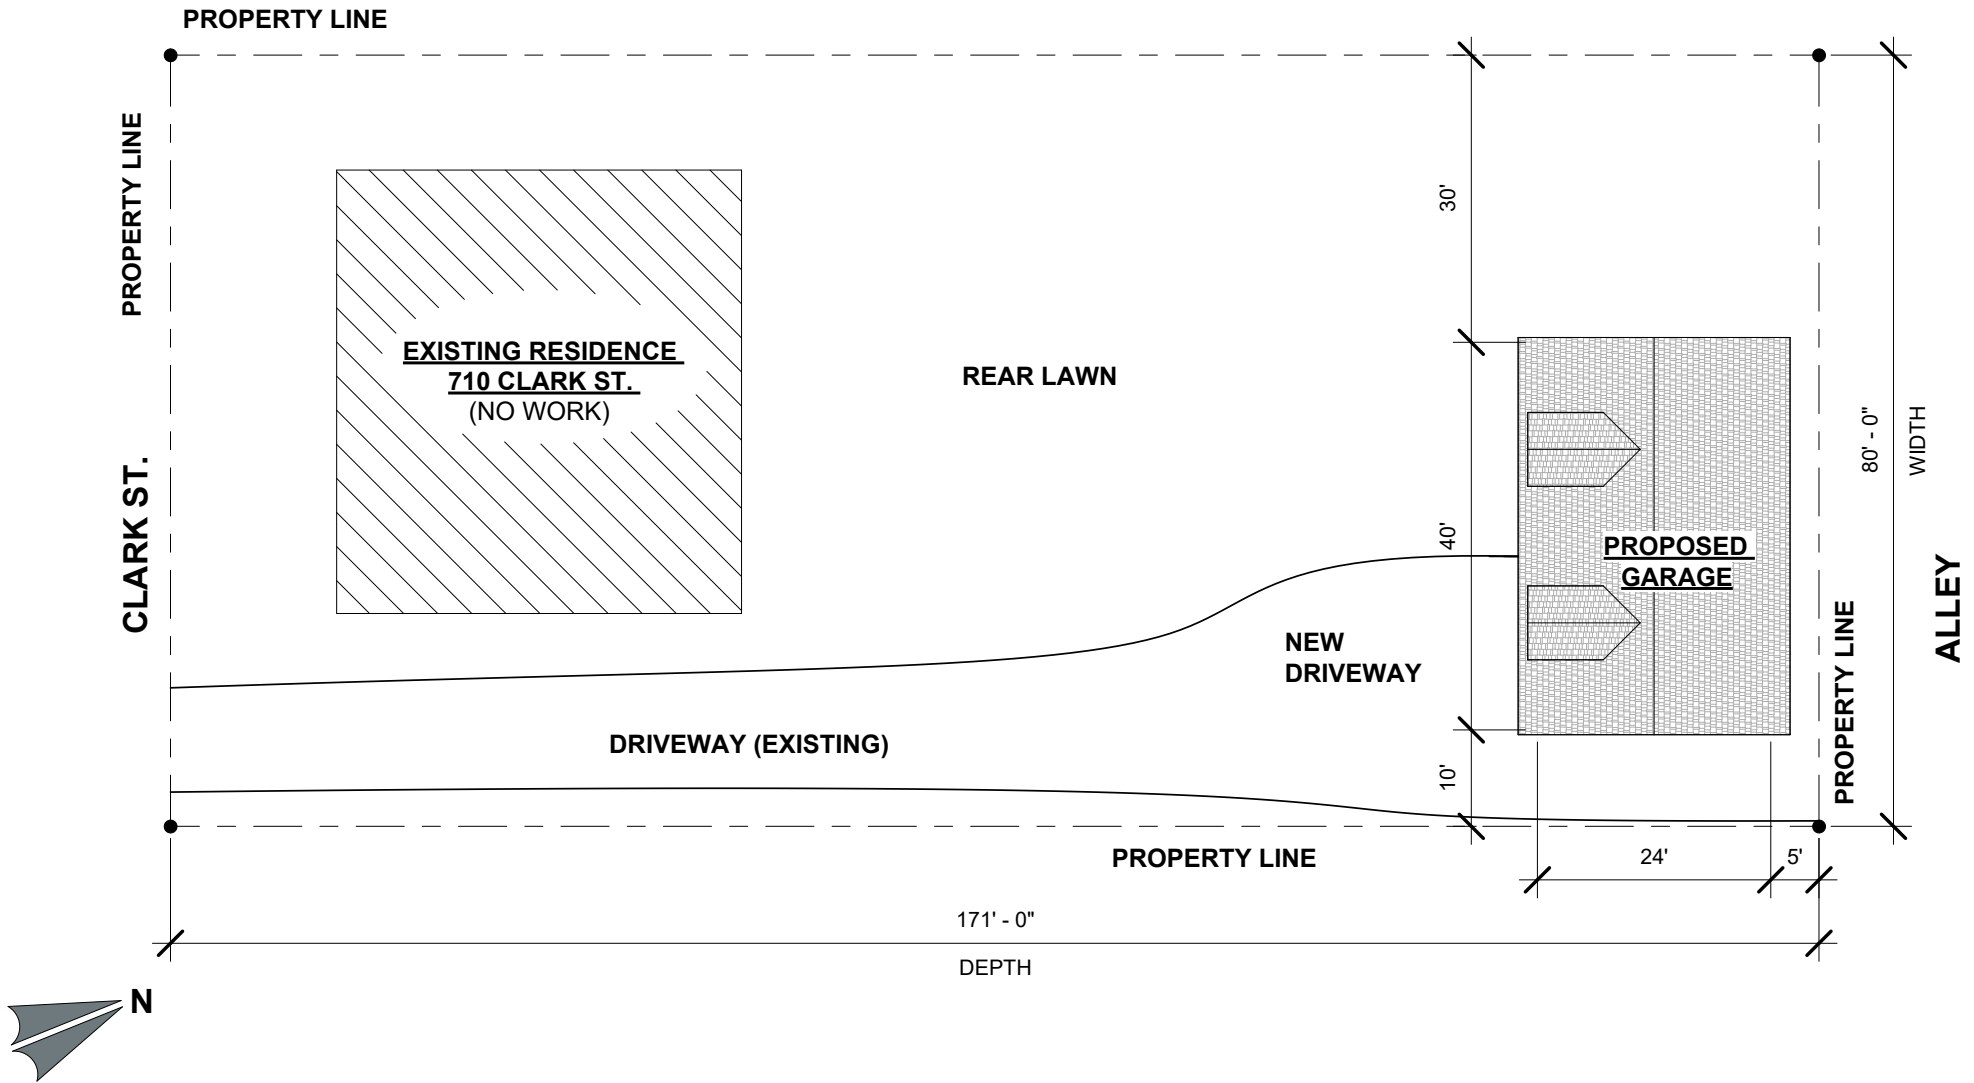 PROPERTY LINE
PROPERTY LINE
CLARK ST.
EXISTING RESIDENCE
710 CLARK ST.
(NO WORK)
REAR LAWN
30'
40'
10'
PROPOSED
GARAGE
NEW
DRIVEWAY
DRIVEWAY (EXISTING)
80' - 0"
WIDTH
ALLEY
PROPERTY LINE
PROPERTY LINE
24'
5'
171' - 0"
DEPTH
N